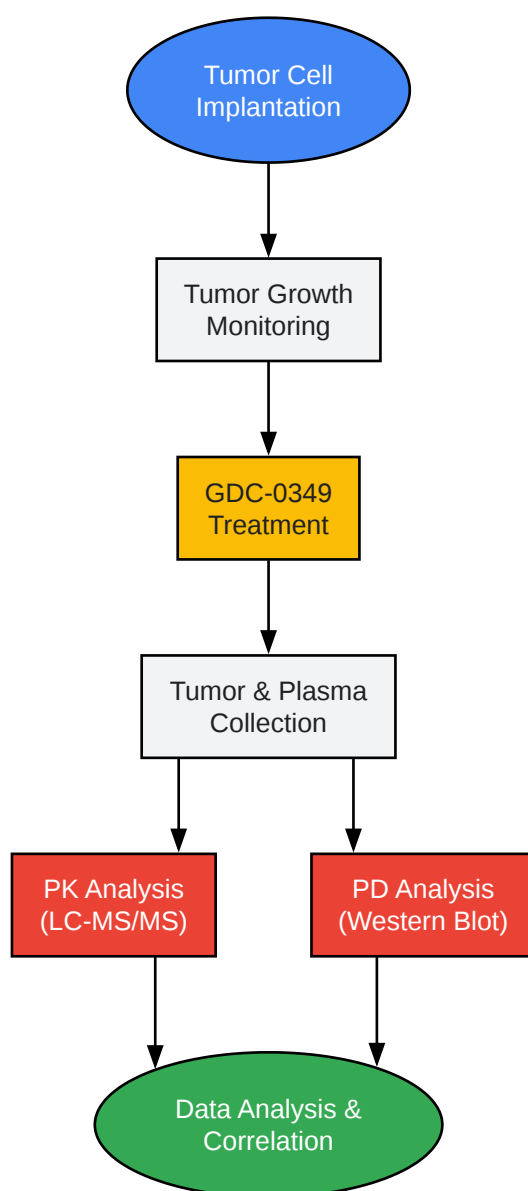 Tumor Cell
Implantation
Tumor Growth
Monitoring
GDC-0349
Treatment
Tumor & Plasma
Collection
PK Analysis
(LC-MS/MS)
PD Analysis
(Western Blot)
Data Analysis &
Correlation